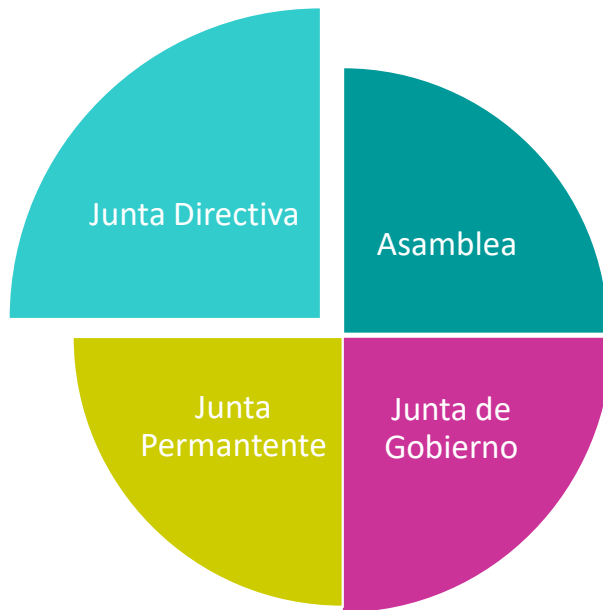 Junta Directiva
Asamblea
Junta
Permantente
Junta de
Gobierno